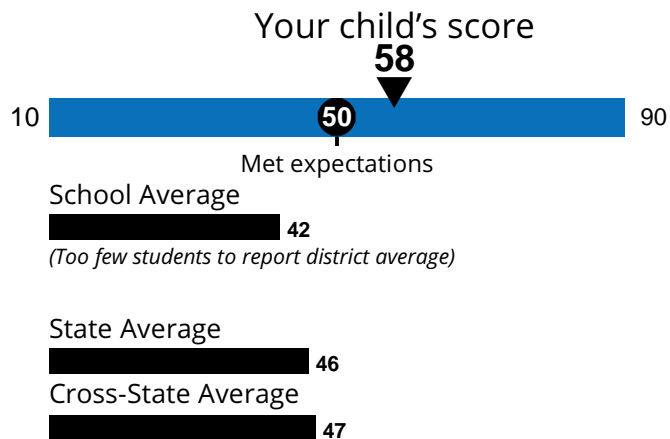 Your child’s score
58
10 50 90
Met expectations
School Average
42
(Too few students to report district average)
State Average
46
Cross-State Average
47